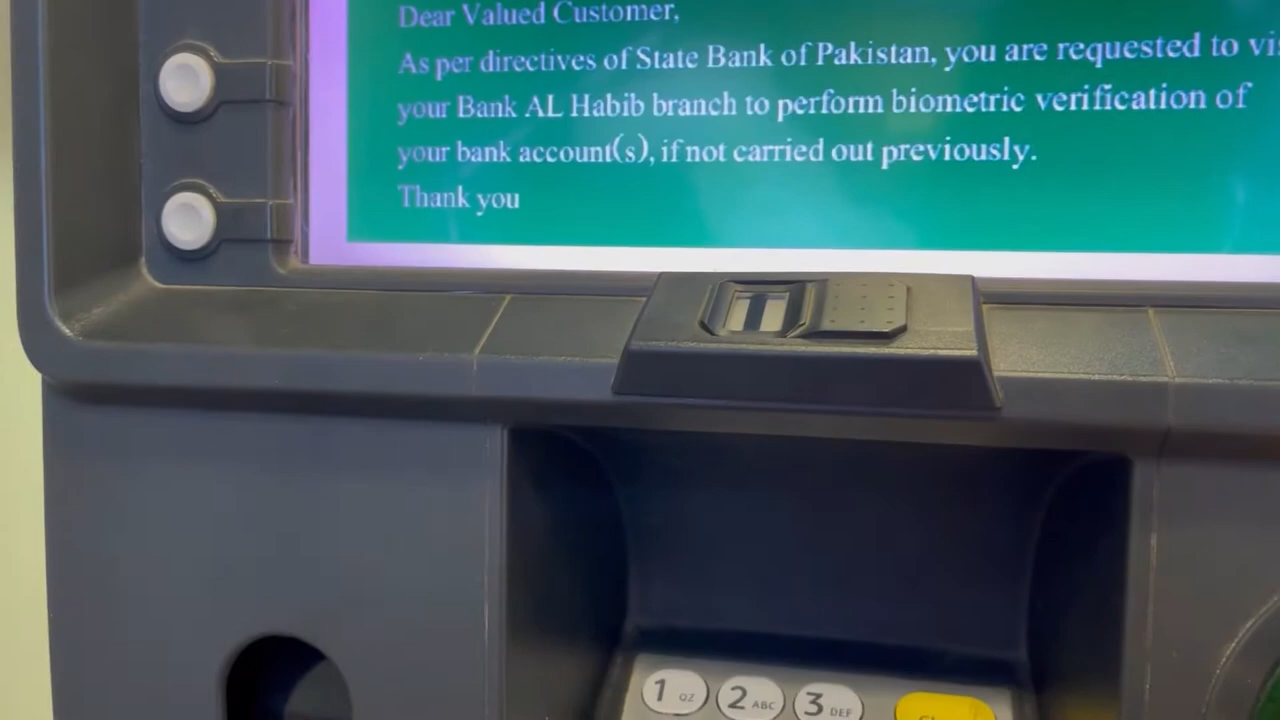 Dear Valued Customer,
As per directives of State Bank of Pakistan, you are requested to
your Bank AL Habib branch to perform biometric verification of
your bank account(s), if not carried out previously.
Thank you
1 QZ 2 ABC 3 DEF